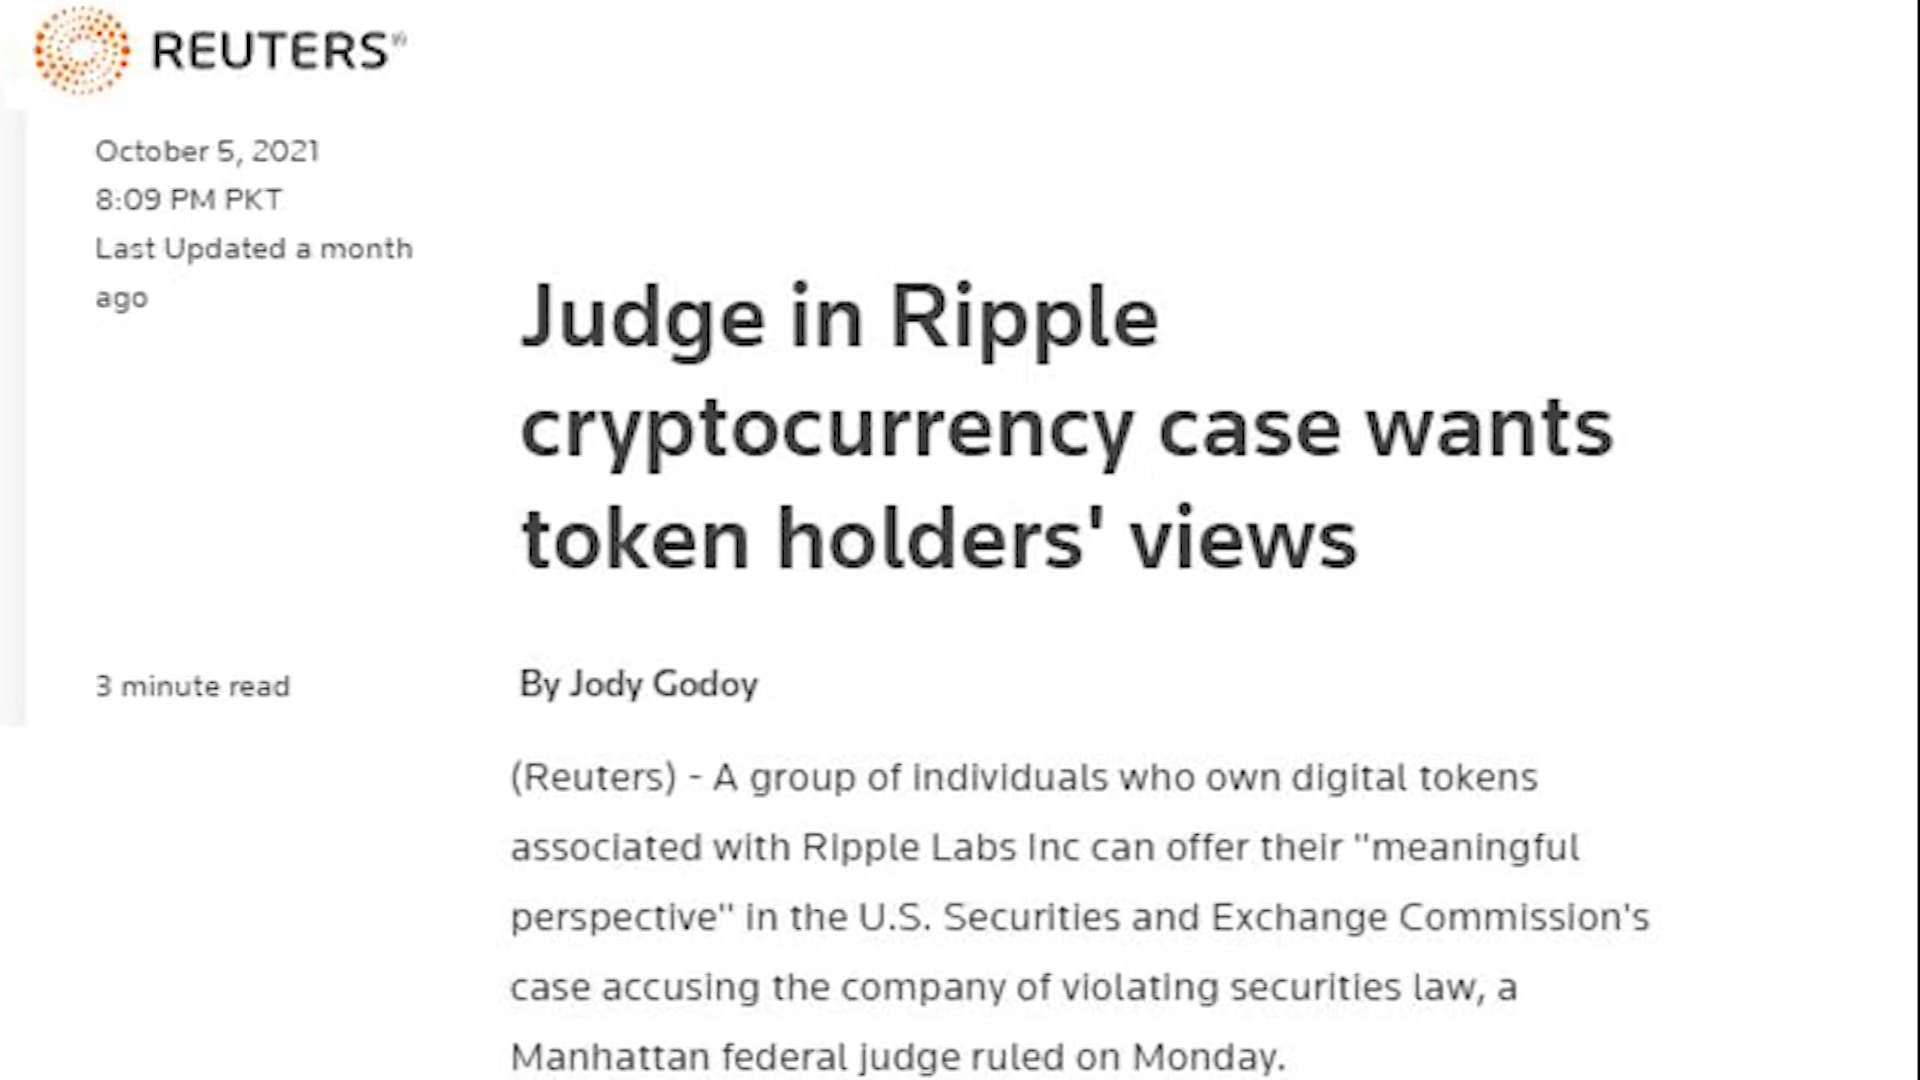 REUTERS
October 5, 2021
8:09 PM PKT
Last Updated a month
ago
Judge in Ripple
cryptocurrency case wants
token holders' views
3 minute read
By Jody Godoy
(Reuters) - A group of individuals who own digital tokens
associated with Ripple Labs Inc can offer their "meaningful
perspective" in the U.S. Securities and Exchange Commission's
case accusing the company of violating securities law, a
Manhattan federal judge ruled on Monday.